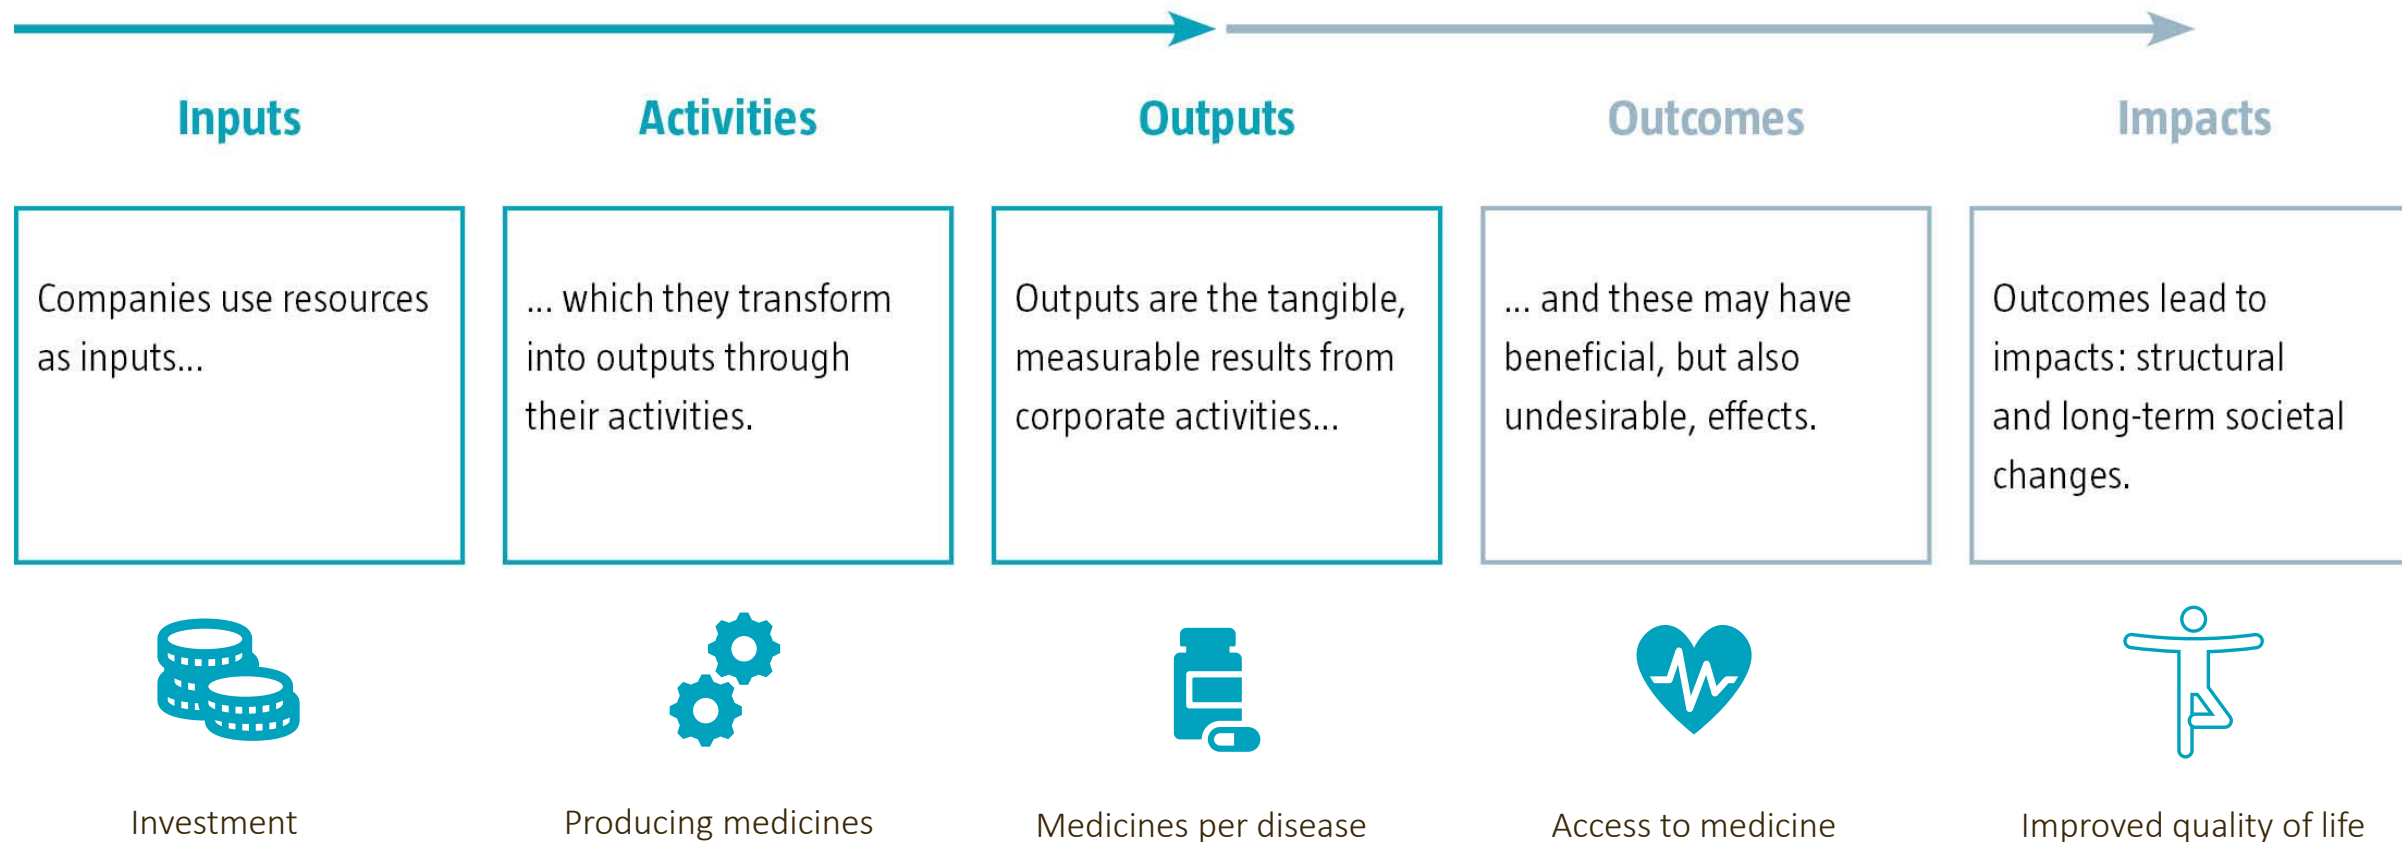 Inputs
Activities
Outputs
Outcomes
Impacts
Companies use resources
as inputs...
... which they transform
into outputs through
their activities.
Outputs are the tangible,
measurable results from
corporate activities...
... and these may have
beneficial, but also
undesirable, effects.
Outcomes lead to
impacts: structural
and long-term societal
changes.
Investment
Producing medicines
Medicines per disease
Access to medicine
Improved quality of life